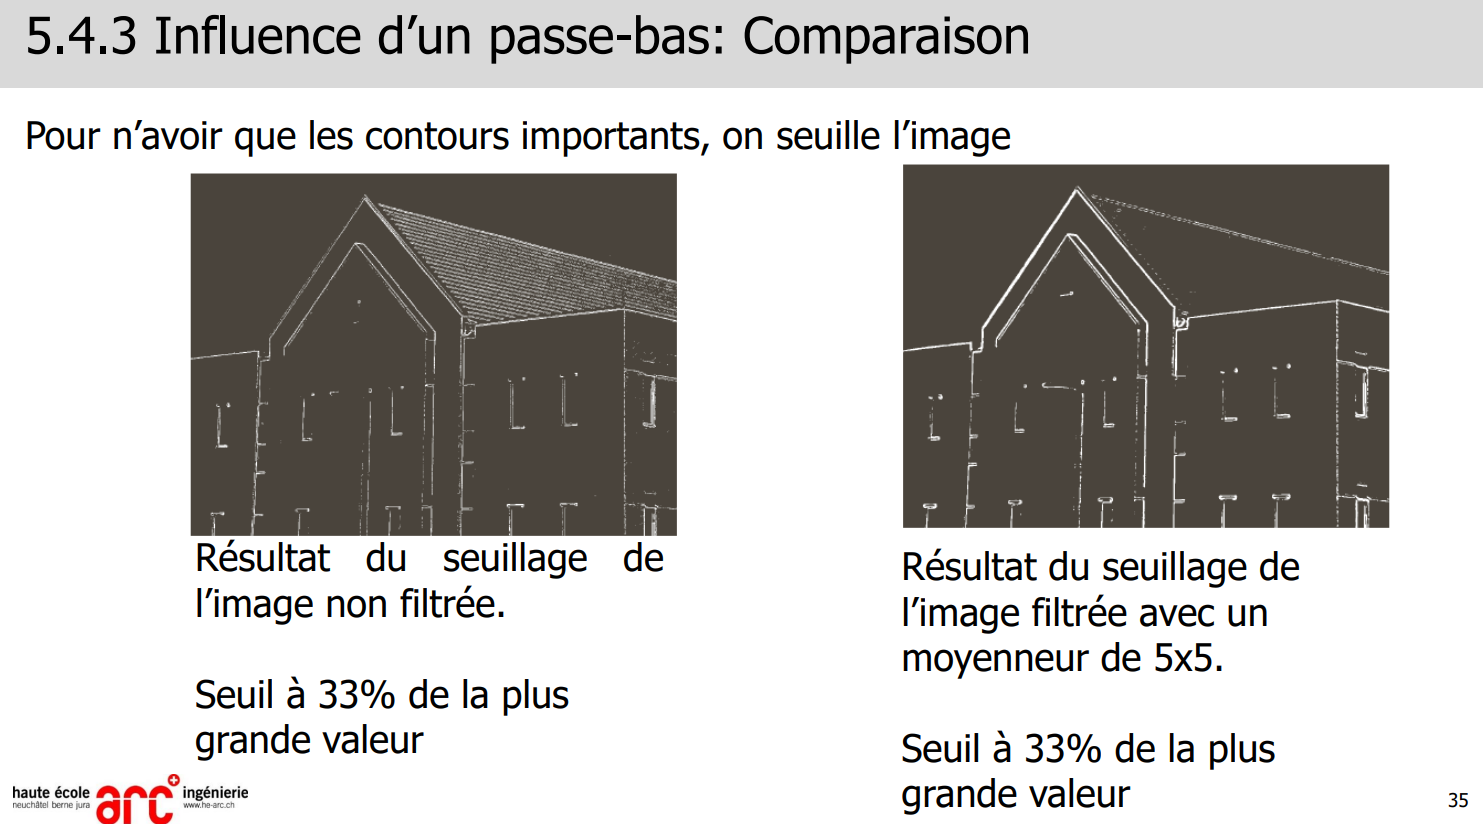 5.4.3 Influence d’un passe-bas: Comparaison
Pour n’avoir que les contours importants, on seuille l’image
Résultat du seuillage de
l’image non filtrée.
Seuil à 33% de la plus
grande valeur
Résultat du seuillage de
l’image filtrée avec un
moyenneur de 5x5.
Seuil à 33% de la plus
grande valeur
haute école arc ingénierie
neuchâtel berne jura www.he-arc.ch
35